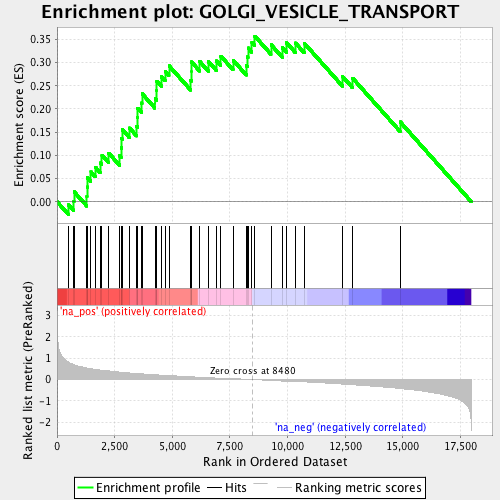 Enrichment plot: GOLGI_VESICLE_TRANSPORT
Enrichment score (ES)
0.35
0.30
0.25
0.20
0.15
0.10
0.05
0.00
'na_pos' (positively correlated)
Ranked list metric (PreRanked)
3
2
1
0
-1
-2
Zero cross at 8480
'na_neg' (negatively correlated)
0
2,500
5,000
7,500
10,000
12,500
15,000
17,500
Rank in Ordered Dataset
Enrichment profile
Hits
Ranking metric scores